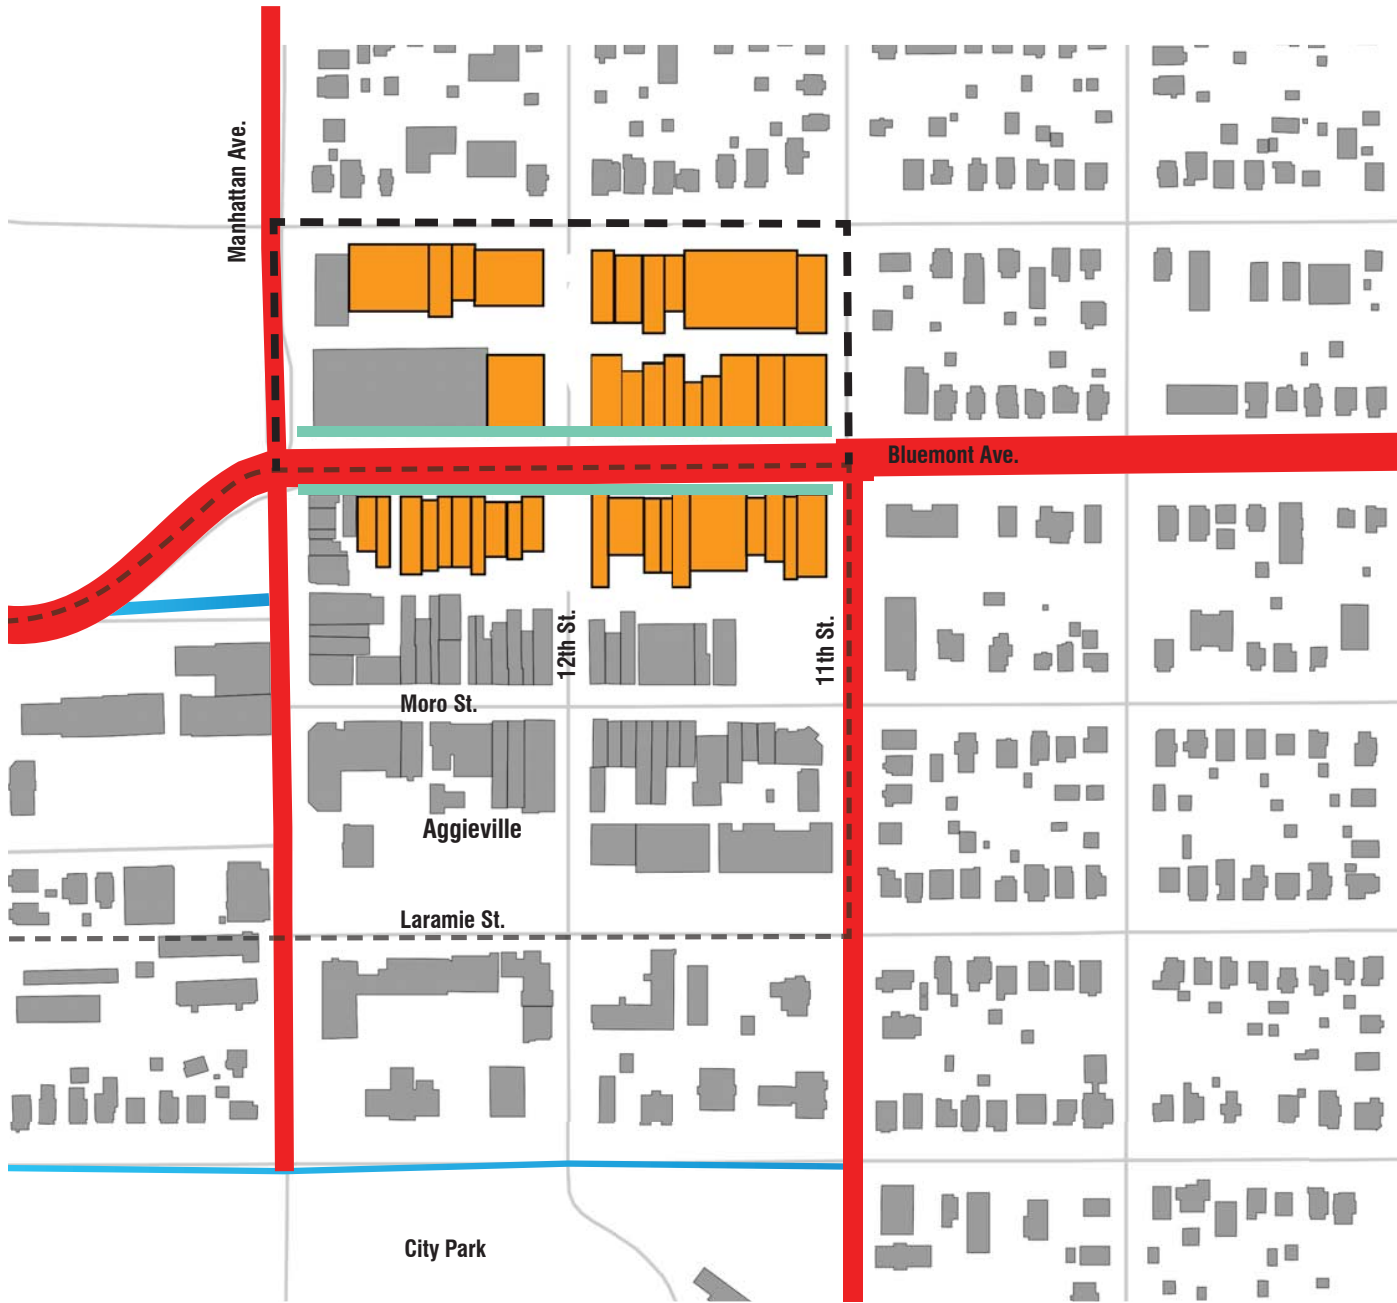 Manhattan Ave.
Bluemont Ave.
12th St.
11th St.
Moro St.
Aggieville
Laramie St.
City Park